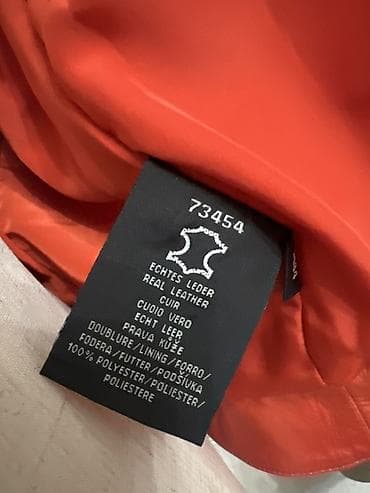 73454
ECHTES LEDER
REAL LEATHER
CUIR
CUOIO VERO
ECHT LEER
PRAVA KŮŽE
DOUBLURE/LINING/FORRO/
FODERA/FUTTER/PODŠÍVKA
100% POLYESTER/POLYESTER/
POLIESTERE